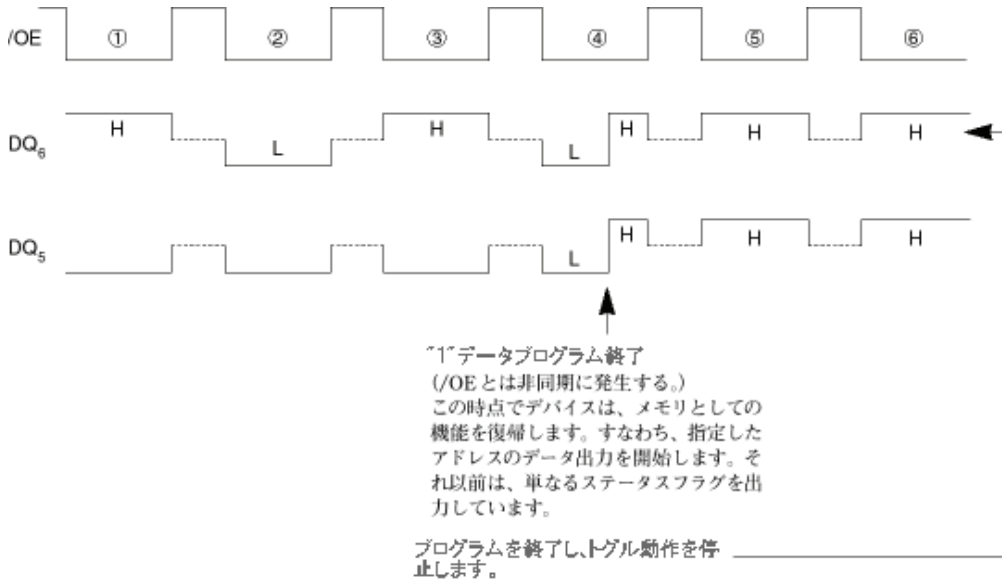 /OE ① ② ③ ④ ⑤ ⑥
DQ6 H L H L H H H
DQ5 L H H H
"1"データプログラム終了
(/OEとは非同期に発生する。)
この時点でデバイスは、メモリとしての
機能を復帰します。すなわち、指定した
アドレスのデータ出力を開始します。そ
れ以前は、単なるステータスフラグを出
力しています。
プログラムを終了し、トグル動作を停
止します。